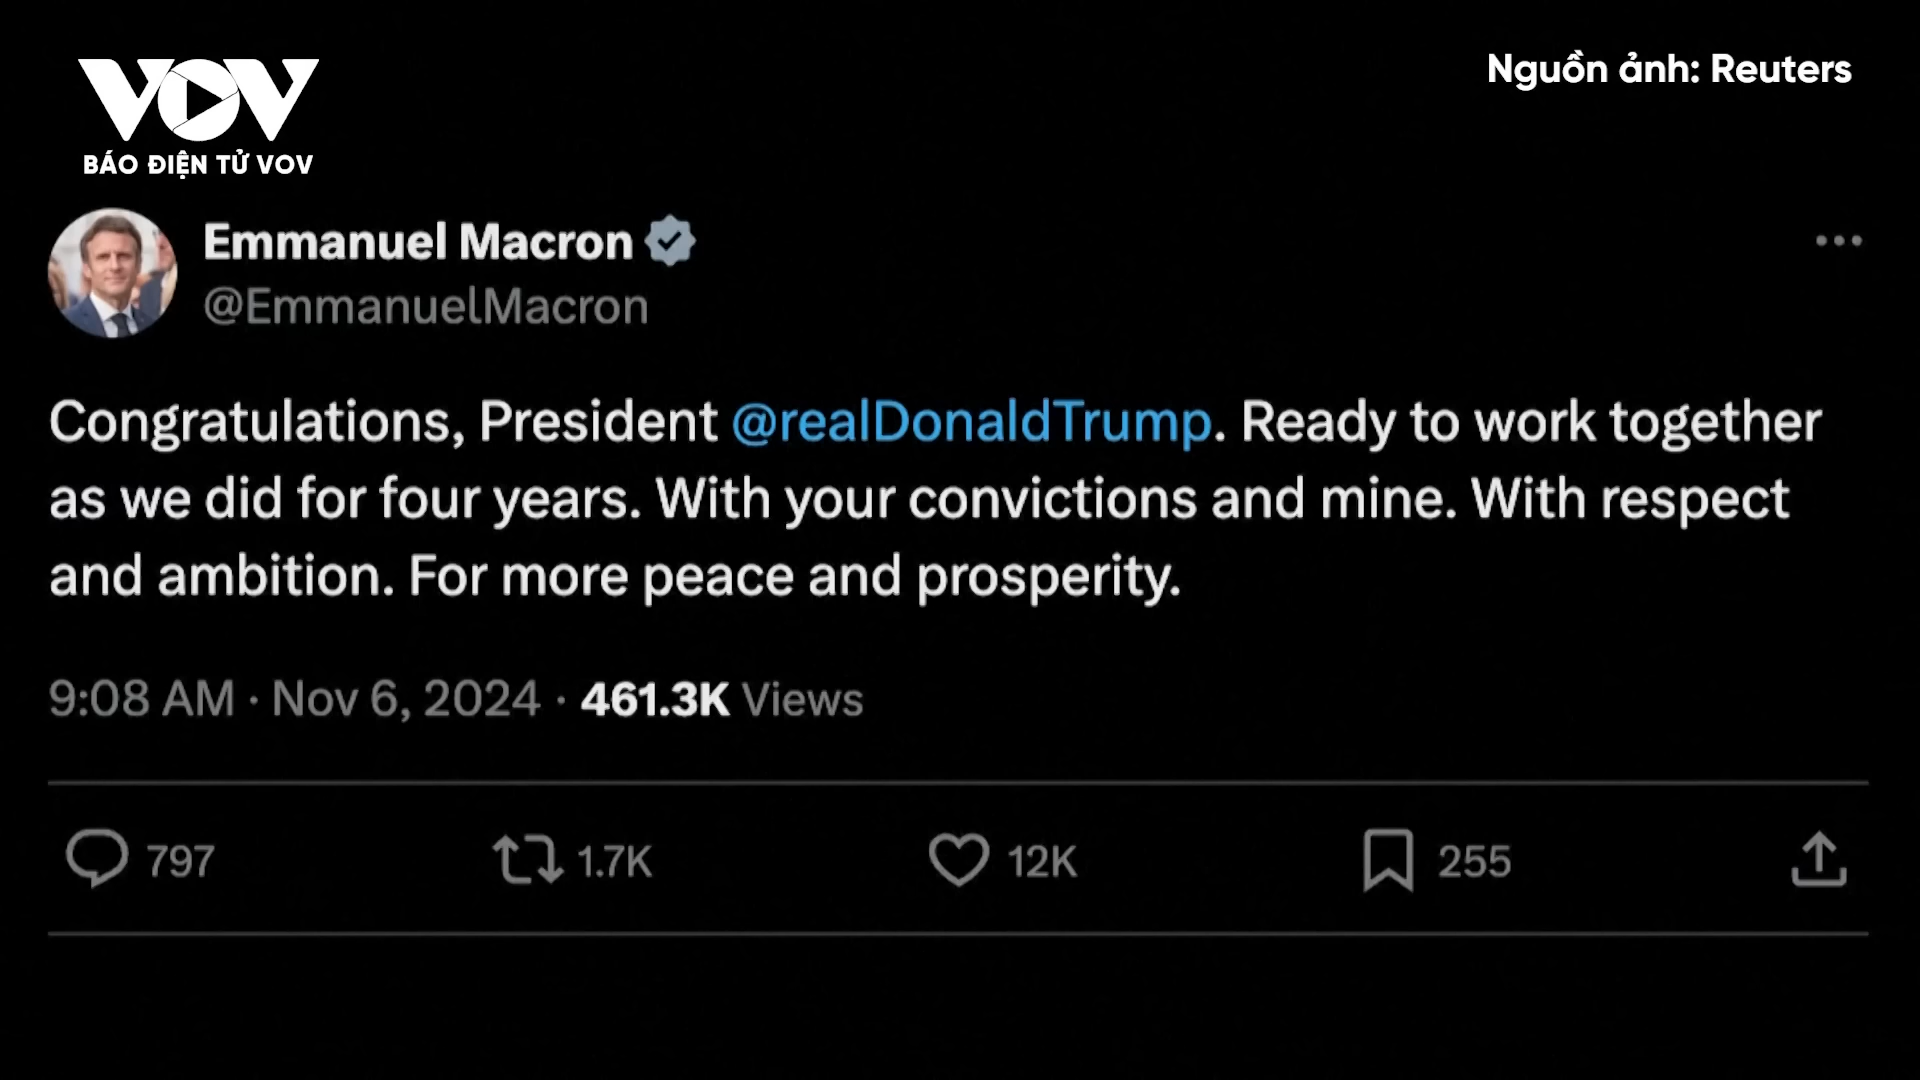 VOV
BÁO ĐIỆN TỬ VOV
Nguồn ảnh: Reuters
Emmanuel Macron
@EmmanuelMacron
Congratulations, President @realDonaldTrump. Ready to work together
as we did for four years. With your convictions and mine. With respect
and ambition. For more peace and prosperity.
9:08 AM · Nov 6, 2024 · 461.3K Views
797 1.7K 12K 255